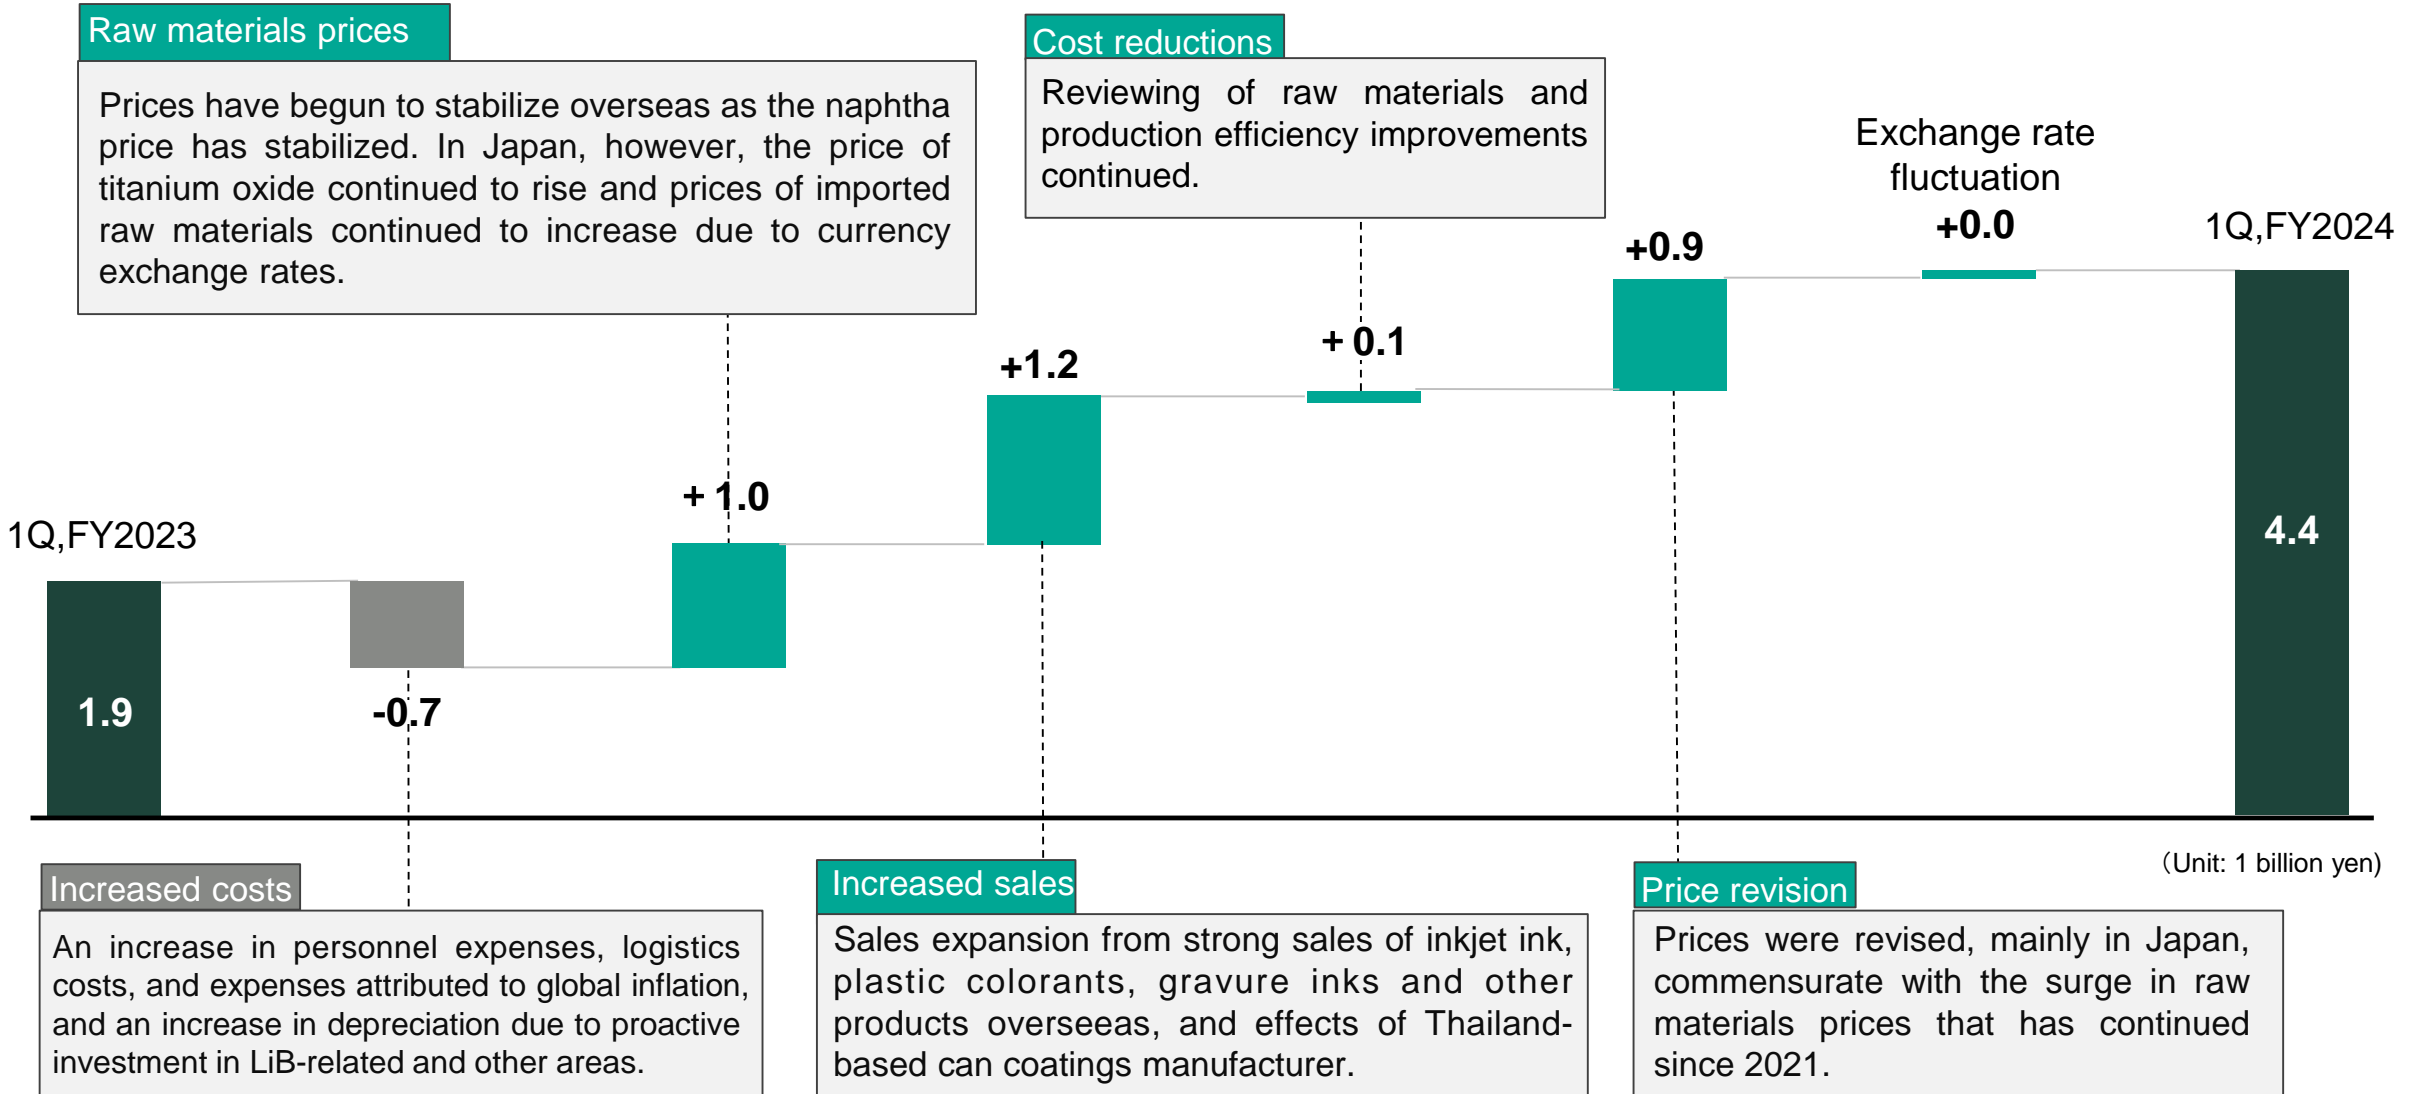 Raw materials prices
Prices have begun to stabilize overseas as the naphtha
price has stabilized. In Japan, however, the price of
titanium oxide continued to rise and prices of imported
raw materials continued to increase due to currency
exchange rates.
Cost reductions
Reviewing of raw materials and
production efficiency improvements
continued.
Exchange rate
fluctuation
+0.0
1Q,FY2024
+0.9
+ 0.1
+1.2
+ 1.0
1Q,FY2023
4.4
1.9
-0.7
(Unit: 1 billion yen)
Increased costs
An increase in personnel expenses, logistics
costs, and expenses attributed to global inflation,
and an increase in depreciation due to proactive
investment in LiB-related and other areas.
Increased sales
Sales expansion from strong sales of inkjet ink,
plastic colorants, gravure inks and other
products overseeas, and effects of Thailand-
based can coatings manufacturer.
Price revision
Prices were revised, mainly in Japan,
commensurate with the surge in raw
materials prices that has continued
since 2021.